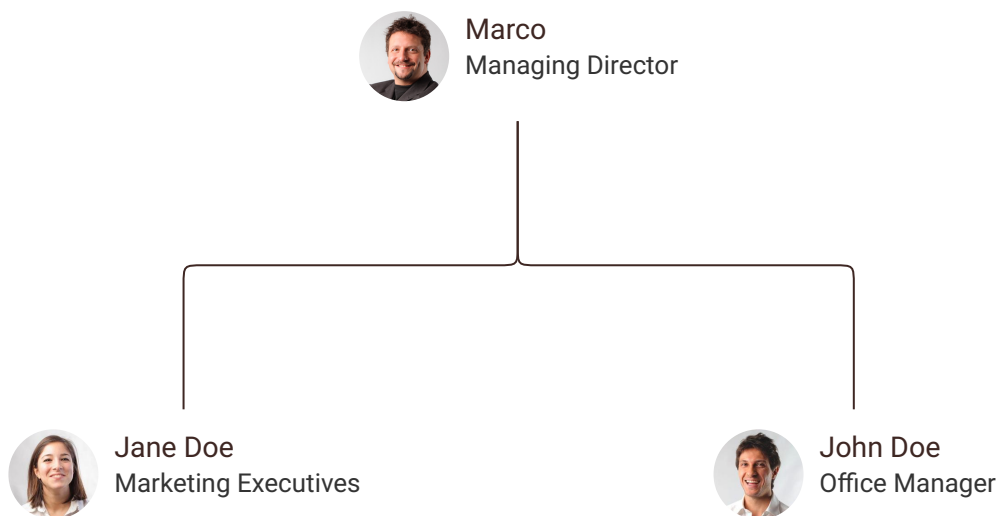 Marco
Managing Director
Jane Doe
Marketing Executives
John Doe
Office Manager